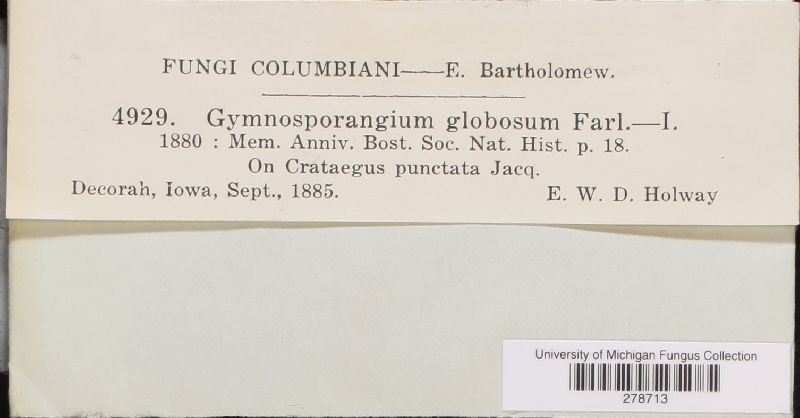 FUNGI COLUMBIANI——E. Bartholomew.
4929. Gymnosporangium globosum Farl.—I.
1880 : Mem. Anniv. Bost. Soc. Nat. Hist. p. 18.
On Crataegus punctata Jacq.
Decorah, Iowa, Sept., 1885. E. W. D. Holway
University of Michigan Fungus Collection
278713